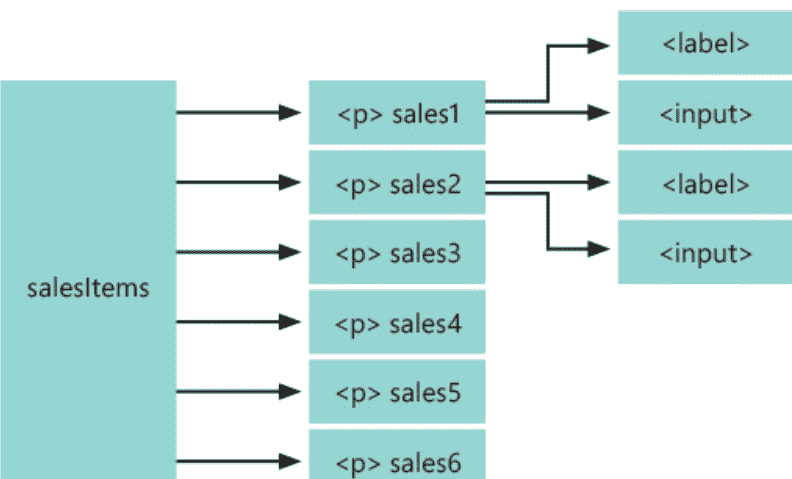 salesItems
<p> sales1
<p> sales2
<p> sales3
<p> sales4
<p> sales5
<p> sales6
<label>
<input>
<label>
<input>